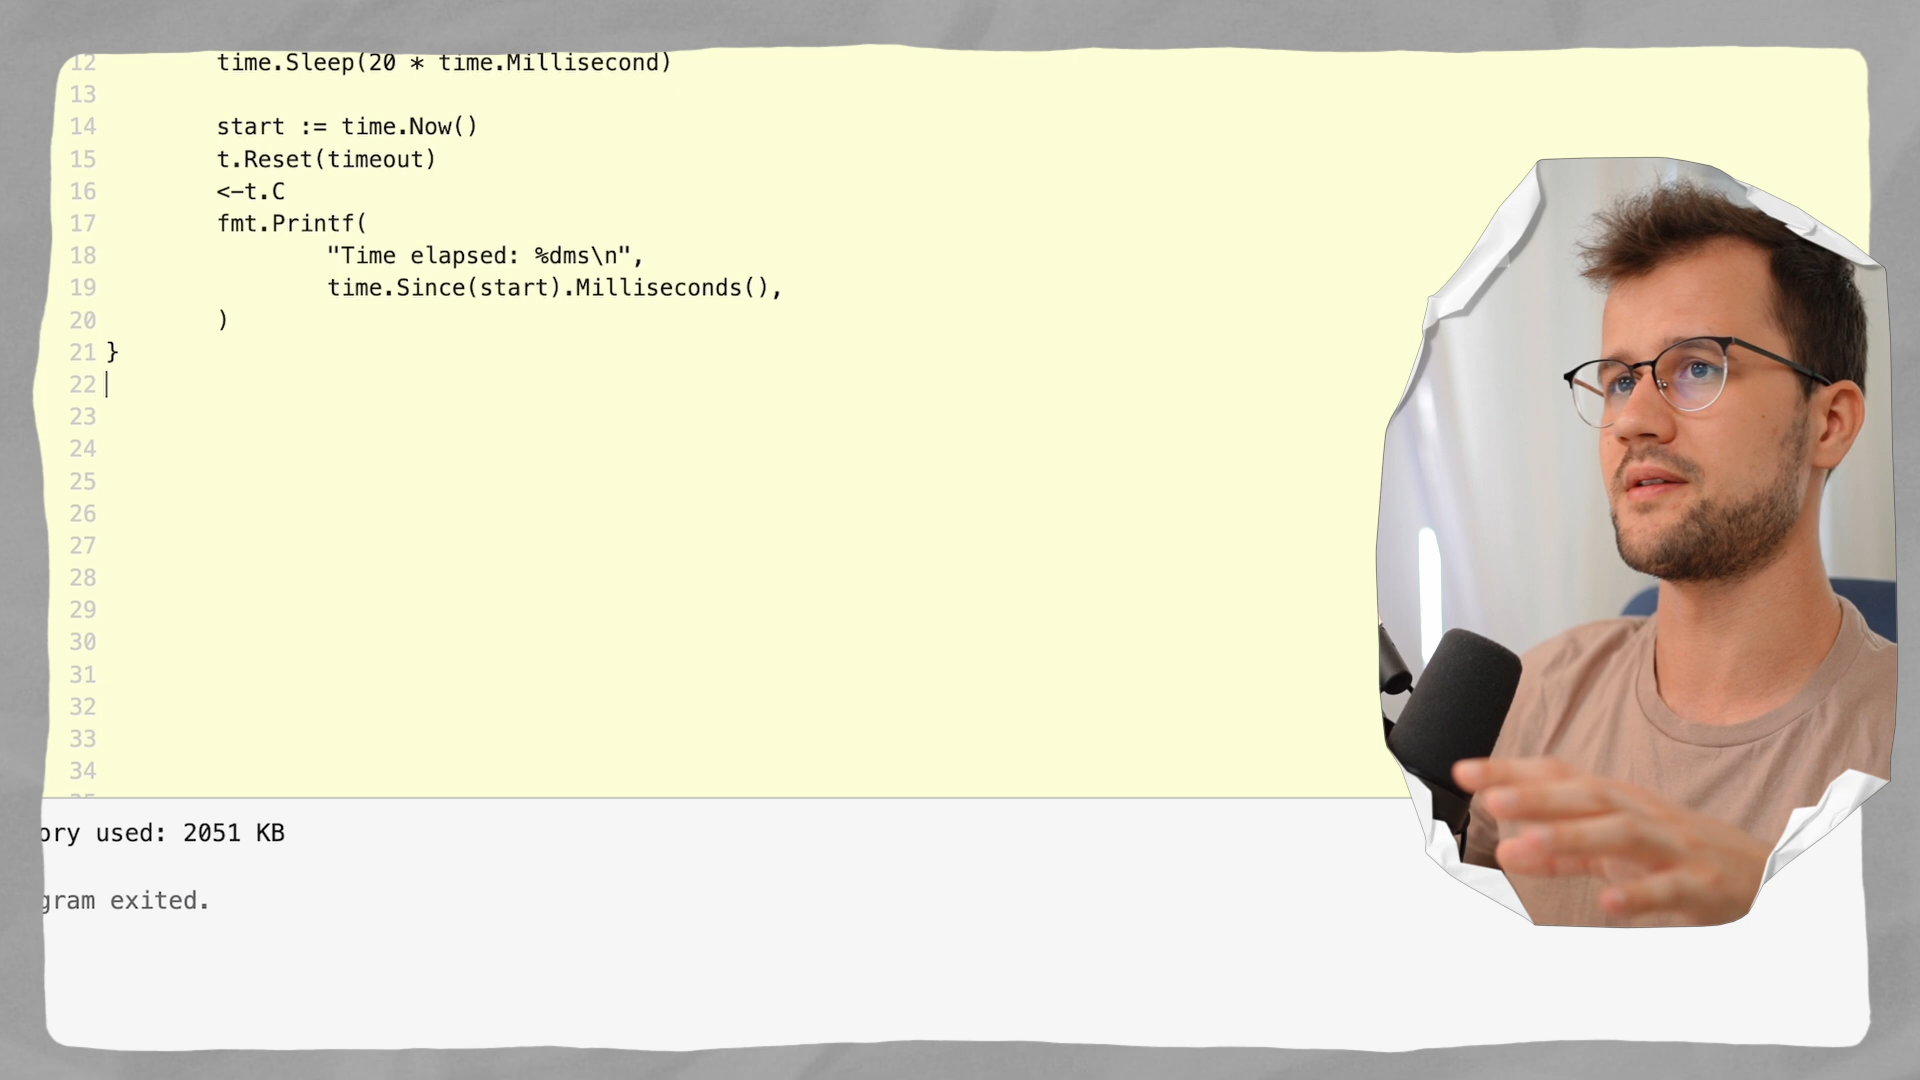 12 time.Sleep(20 * time.Millisecond)
13
14 start := time.Now()
15 t.Reset(timeout)
16 <-t.C
17 fmt.Printf(
18 "Time elapsed: %dms\n",
19 time.Since(start).Milliseconds(),
20 )
21 }
22
23
24
25
26
27
28
29
30
31
32
33
34
ory used: 2051 KB
gram exited.